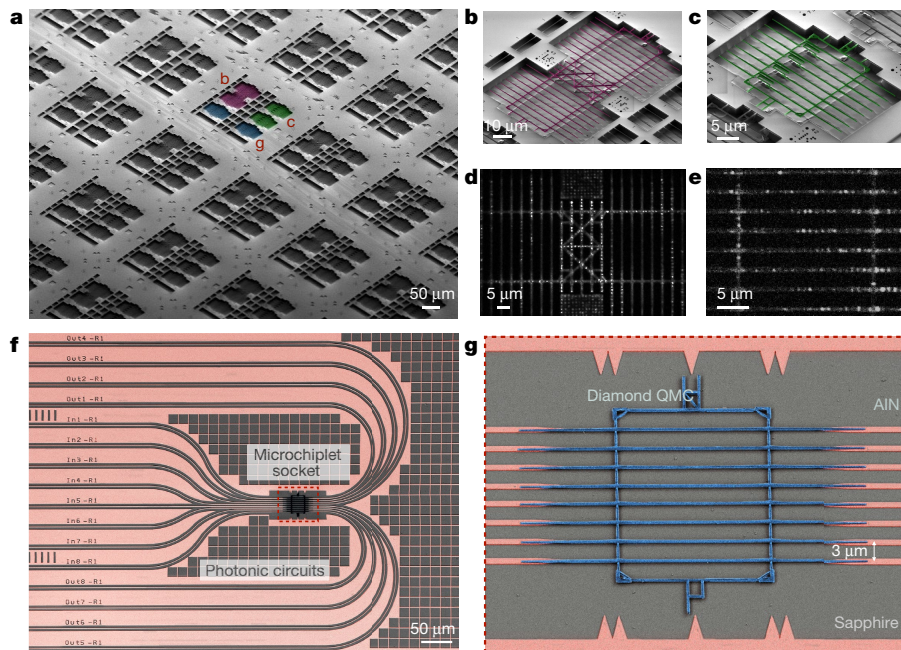 a
b
c
g
50 μm
b
10 μm
c
5 μm
d
5 μm
e
5 μm
f
Out4-R1
Out3-R1
Out2-R1
Out1-R1
In1-R1
In2-R1
In3-R1
In4-R1
In5-R1
In6-R1
In7-R1
In8-R1
Out8-R1
Out7-R1
Out6-R1
Out5-R1
Microchiplet
socket
Photonic circuits
50 μm
g
Diamond QMC
AlN
3 μm
Sapphire